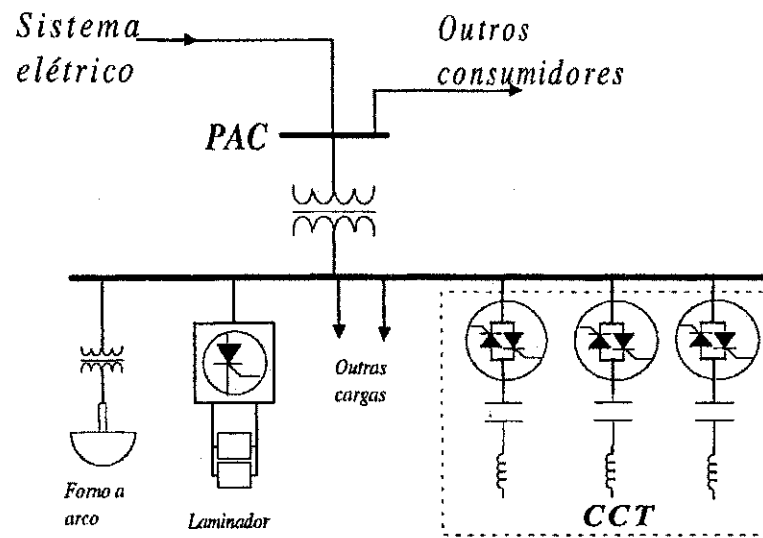 Sistema
elétrico
Outros
consumidores
PAC
Outras
cargas
Forno a
arco
Laminador
CCT